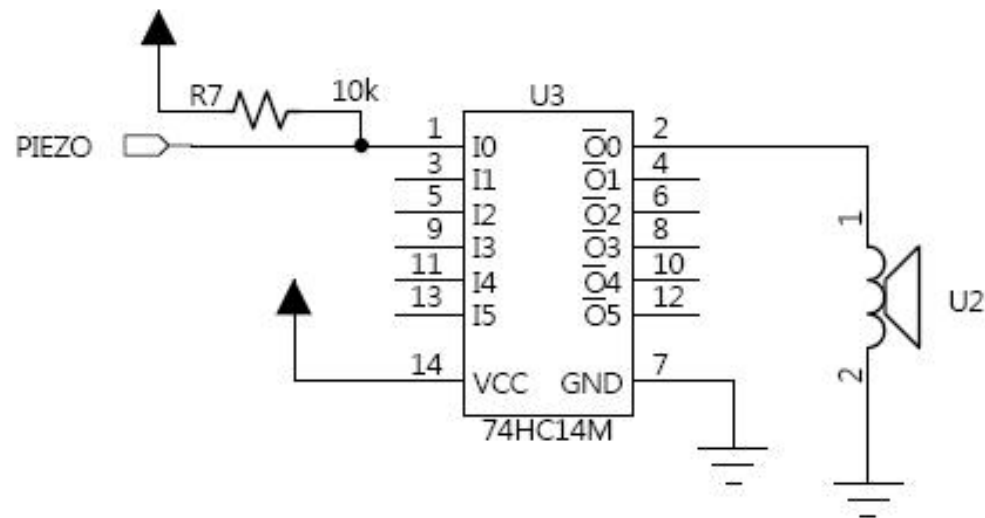 R7 10k
U3
PIEZO
1 I0 O0 2
3 I1 O1 4
5 I2 O2 6
9 I3 O3 8
11 I4 O4 10
13 I5 O5 12
14 VCC GND 7
74HC14M
1
U2
2